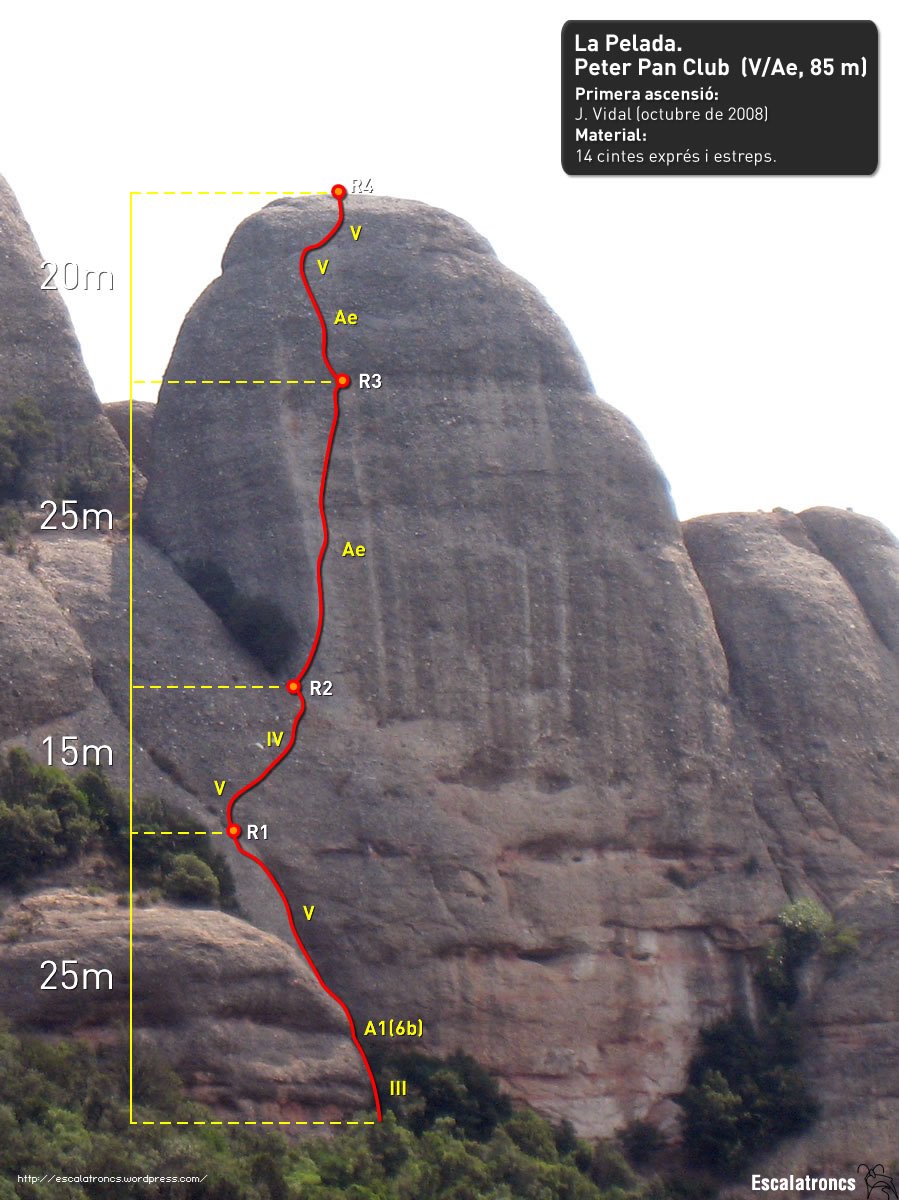 La Pelada.
Peter Pan Club (V/Ae, 85 m)
Primera ascensió:
J. Vidal (octubre de 2008)
Material:
14 cintes exprés i estreps.
R4
V
20m
V
Ae
R3
25m
Ae
R2
IV
15m
V
R1
V
25m
A1(6b)
III
http://escalatroncs.wordpress.com/
Escalatroncs